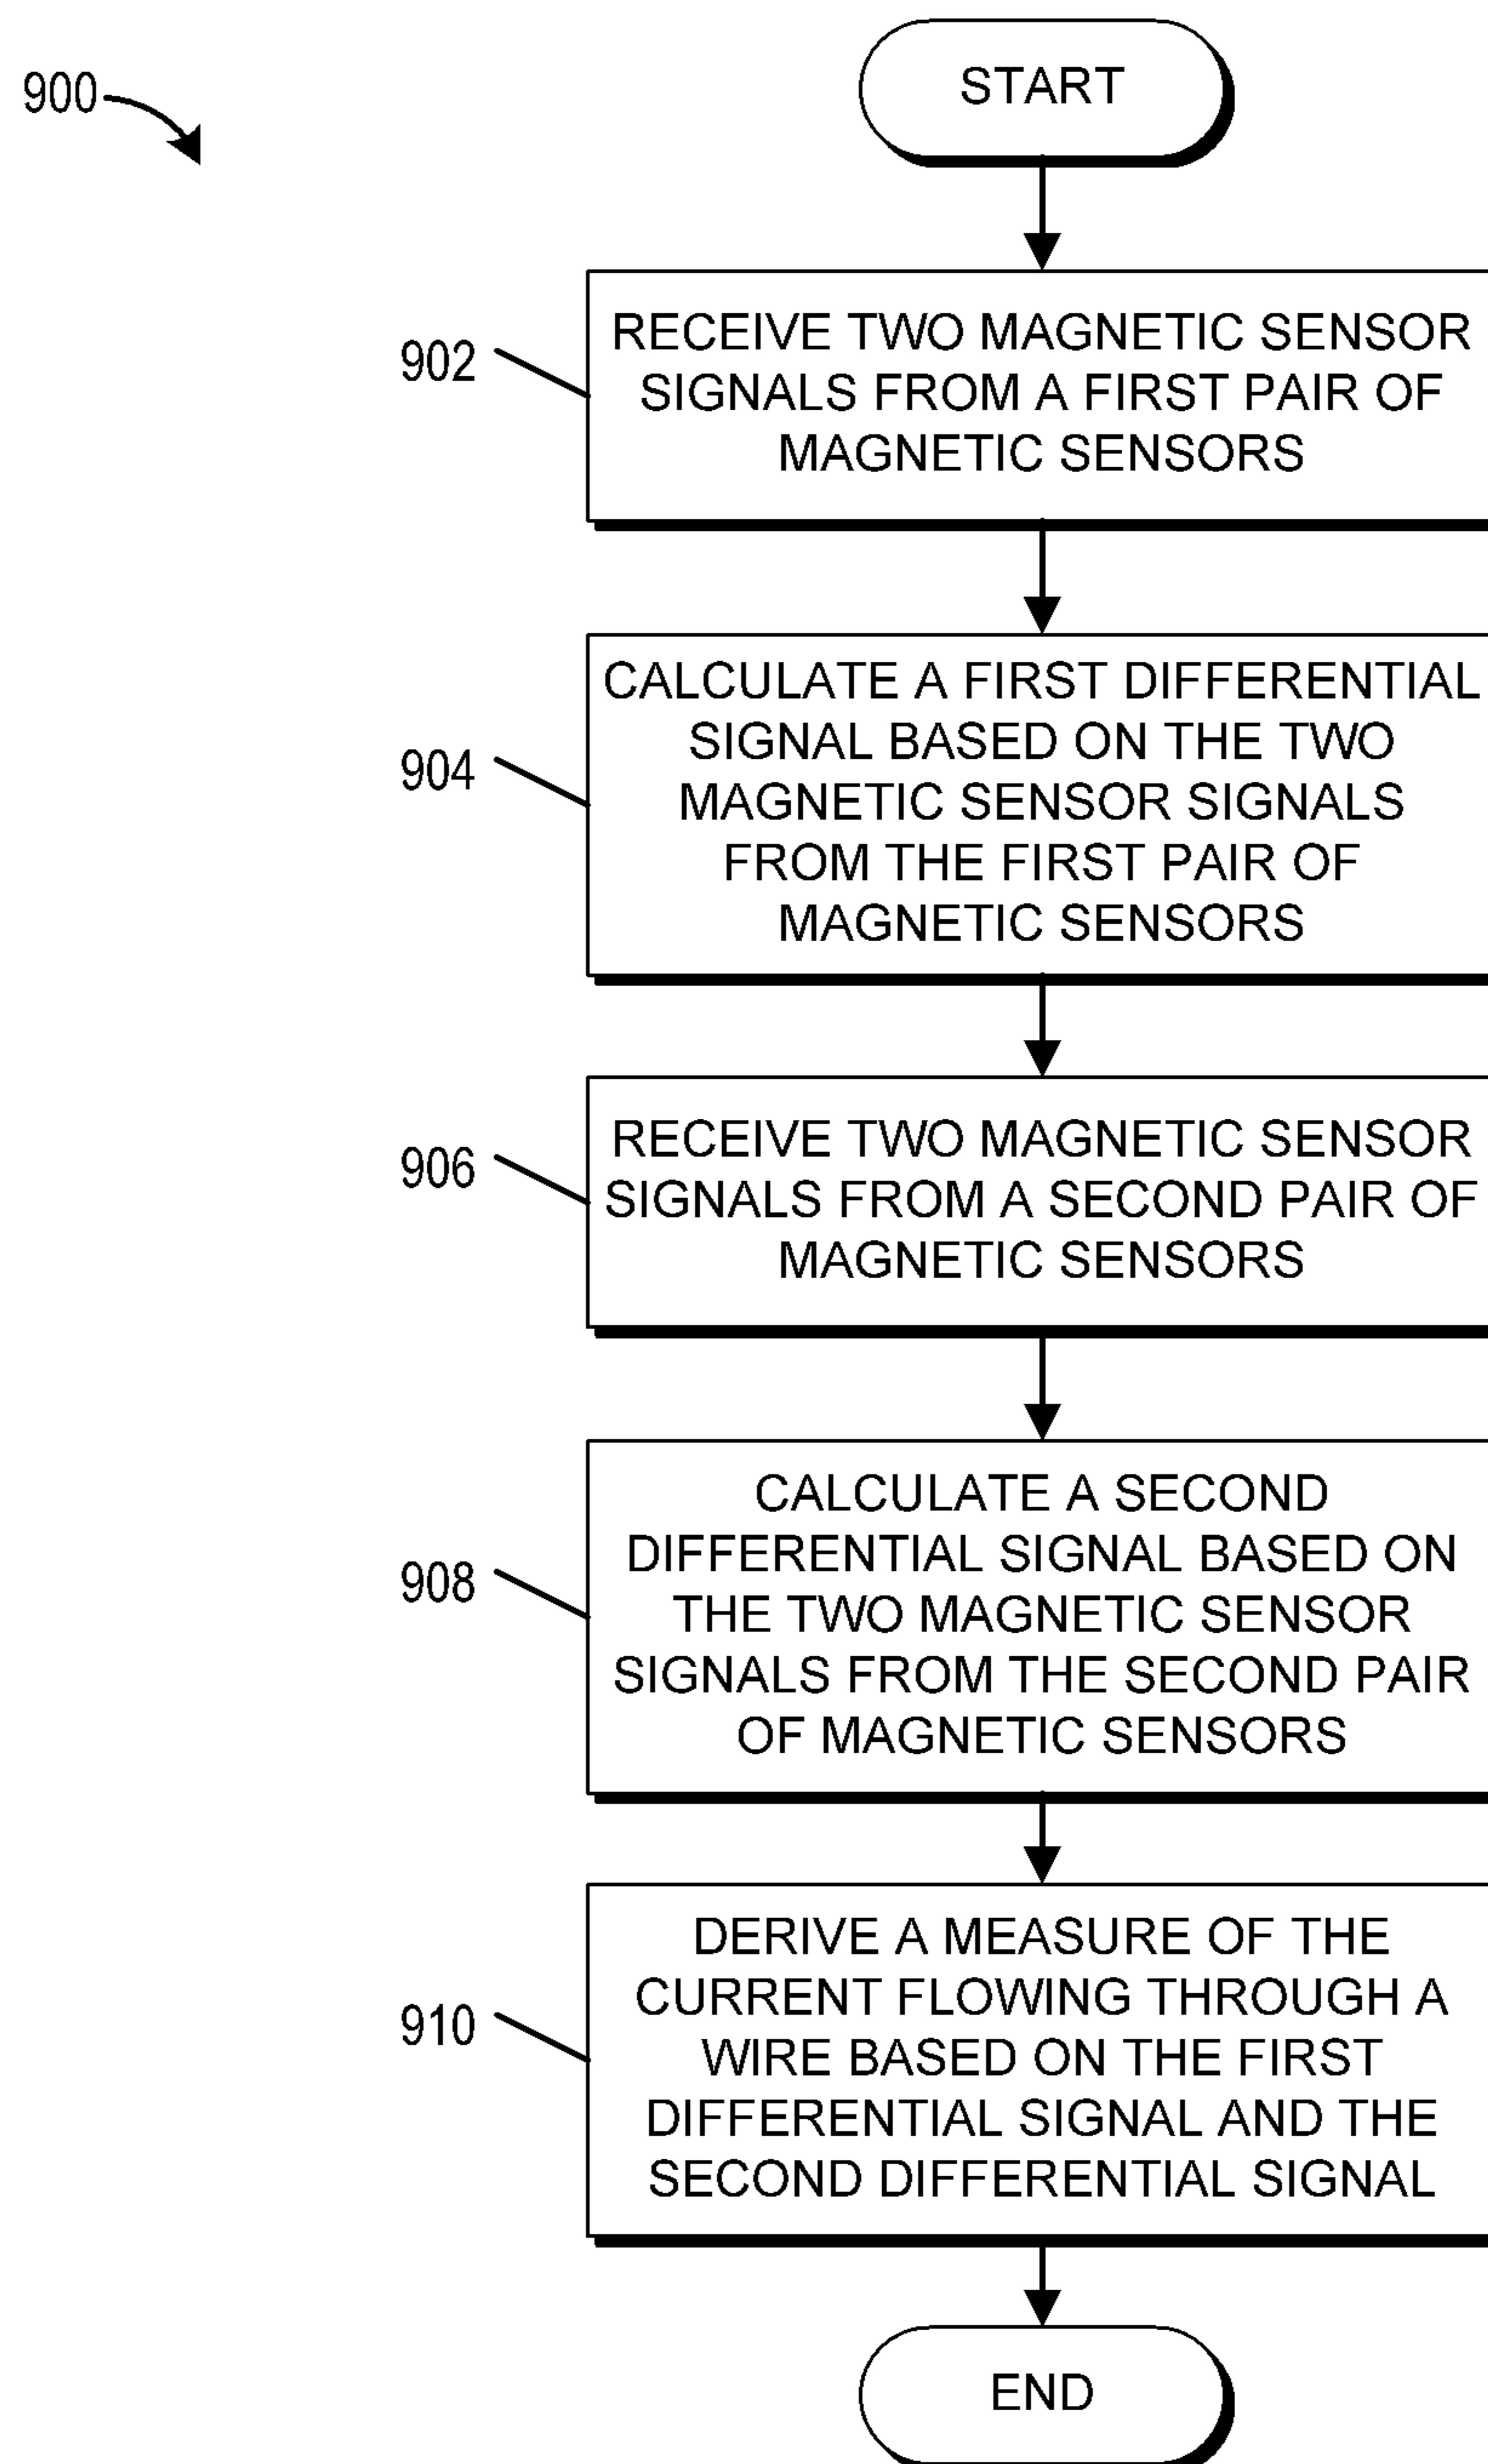 900
START
902
RECEIVE TWO MAGNETIC SENSOR
SIGNALS FROM A FIRST PAIR OF
MAGNETIC SENSORS
904
CALCULATE A FIRST DIFFERENTIAL
SIGNAL BASED ON THE TWO
MAGNETIC SENSOR SIGNALS
FROM THE FIRST PAIR OF
MAGNETIC SENSORS
906
RECEIVE TWO MAGNETIC SENSOR
SIGNALS FROM A SECOND PAIR OF
MAGNETIC SENSORS
908
CALCULATE A SECOND
DIFFERENTIAL SIGNAL BASED ON
THE TWO MAGNETIC SENSOR
SIGNALS FROM THE SECOND PAIR
OF MAGNETIC SENSORS
910
DERIVE A MEASURE OF THE
CURRENT FLOWING THROUGH A
WIRE BASED ON THE FIRST
DIFFERENTIAL SIGNAL AND THE
SECOND DIFFERENTIAL SIGNAL
END